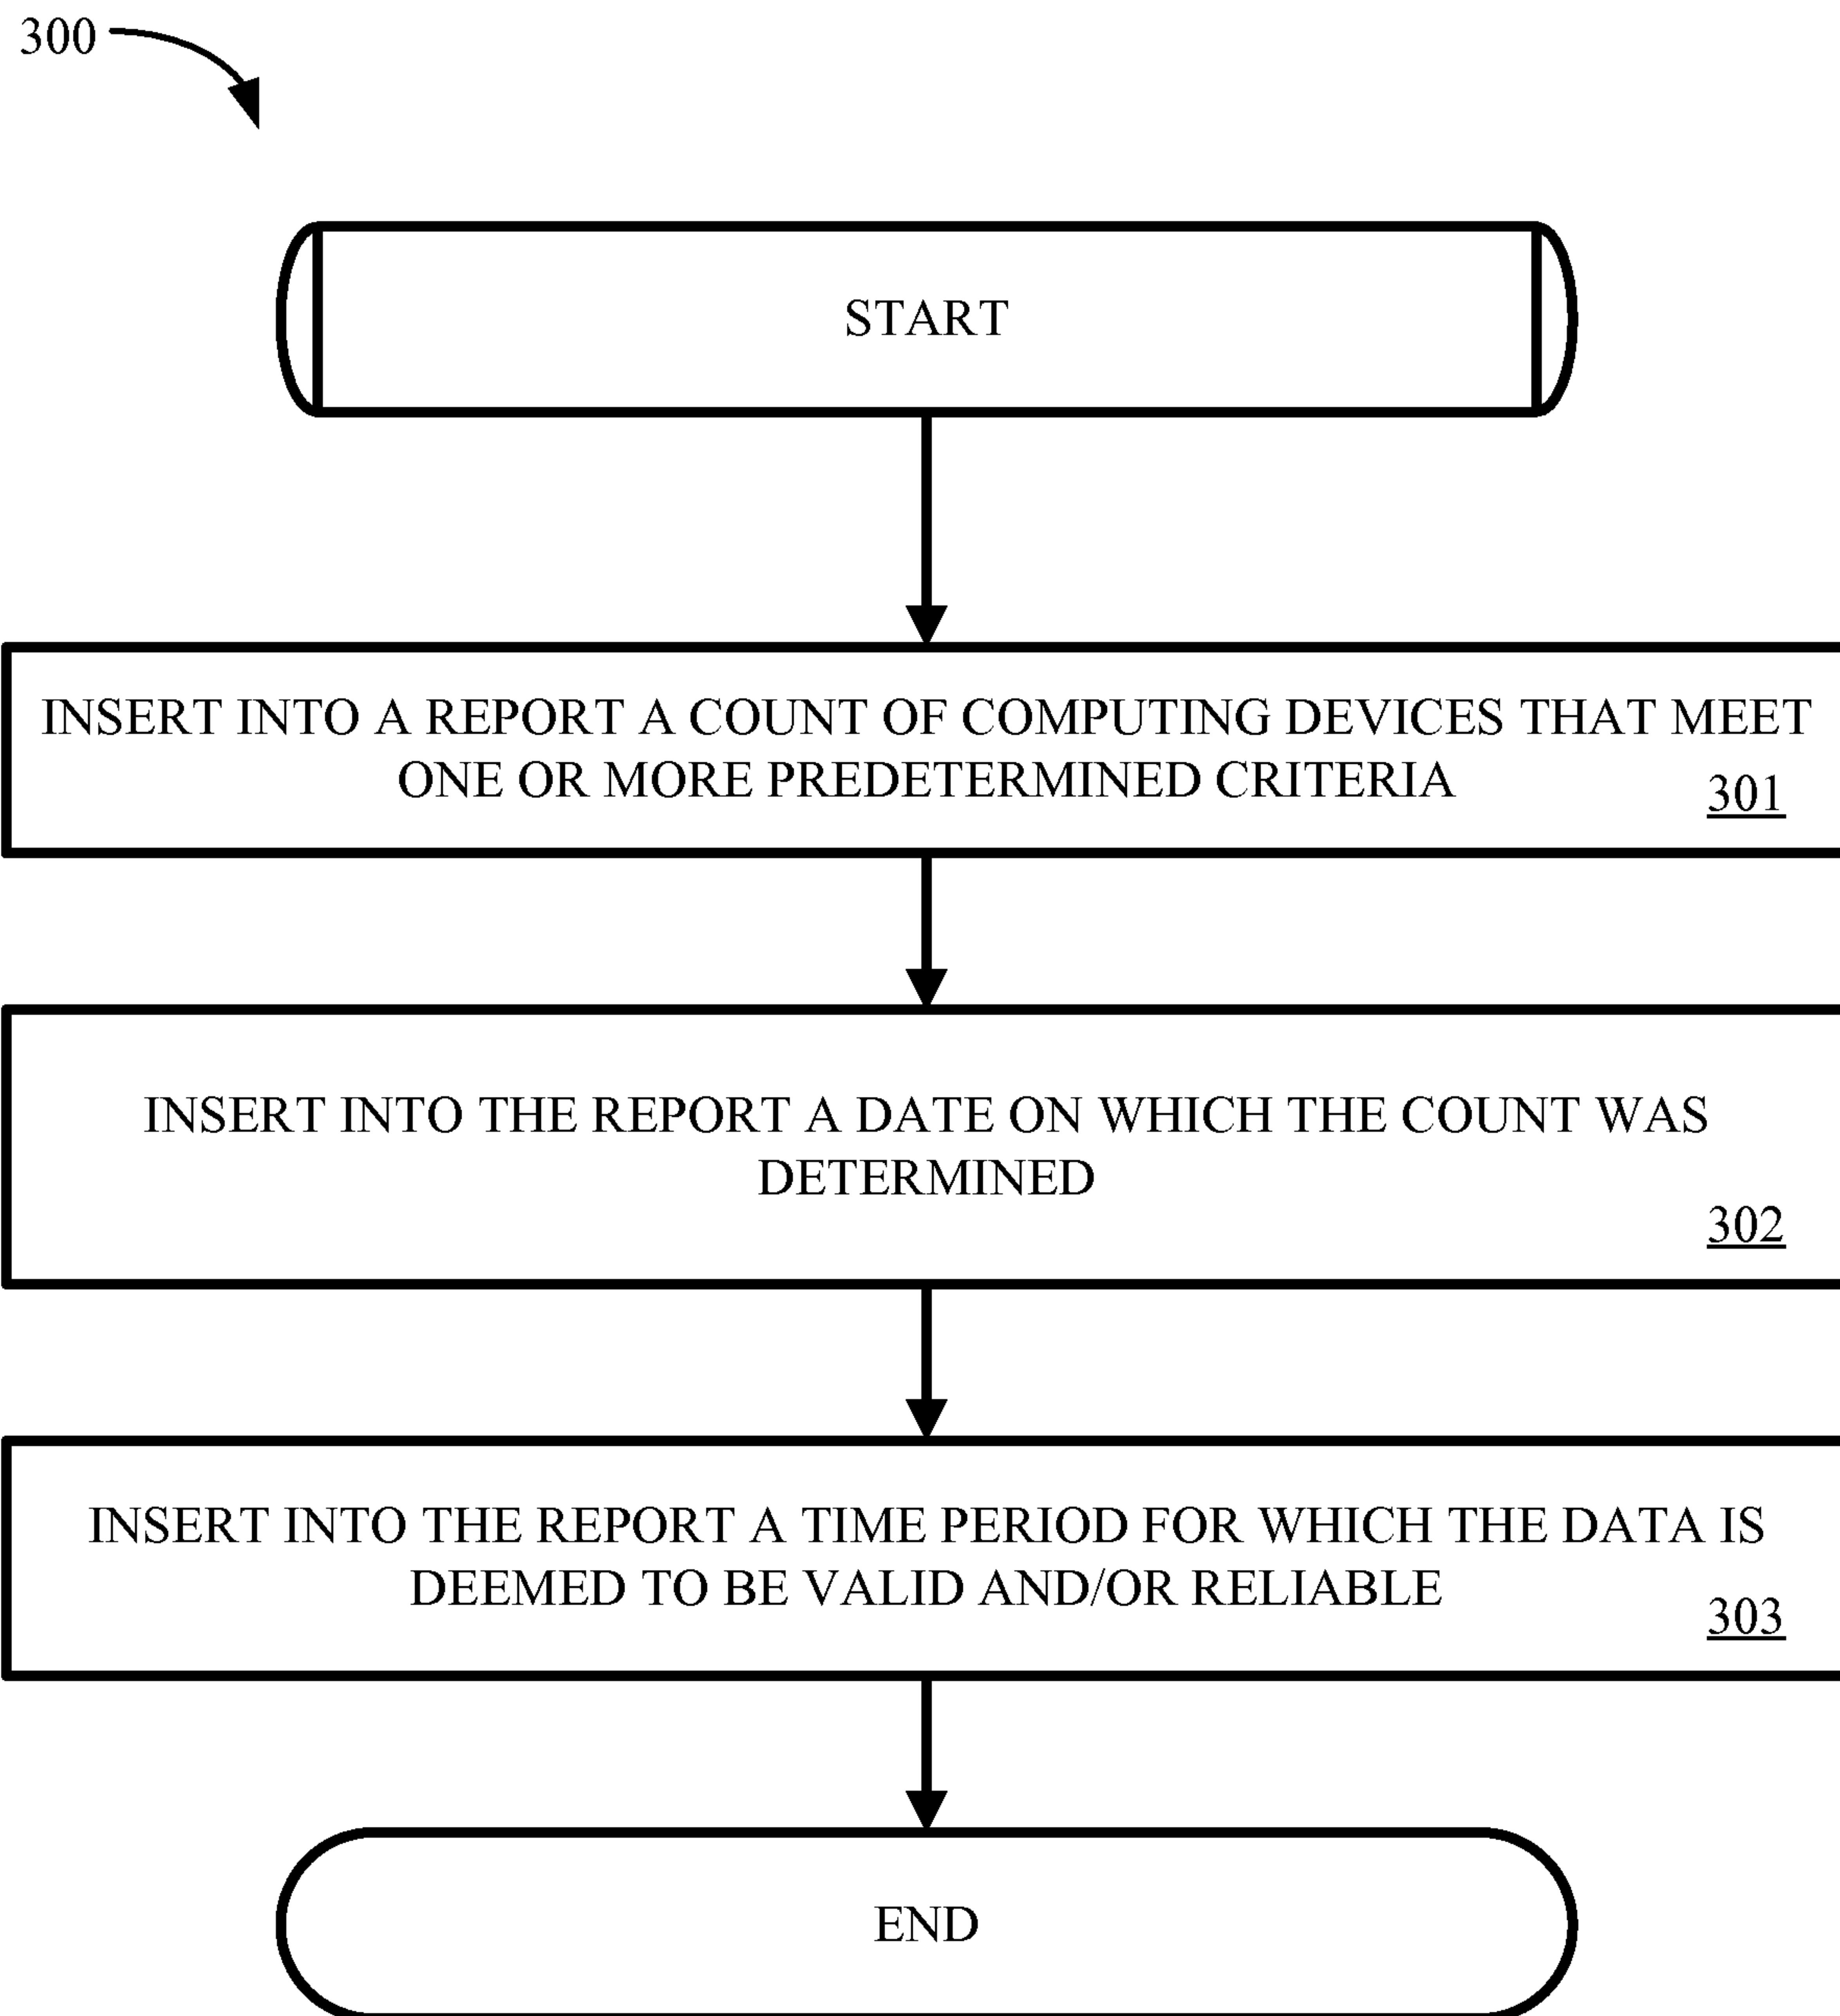 300
START
INSERT INTO A REPORT A COUNT OF COMPUTING DEVICES THAT MEET
ONE OR MORE PREDETERMINED CRITERIA
301
INSERT INTO THE REPORT A DATE ON WHICH THE COUNT WAS
DETERMINED
302
INSERT INTO THE REPORT A TIME PERIOD FOR WHICH THE DATA IS
DEEMED TO BE VALID AND/OR RELIABLE
303
END